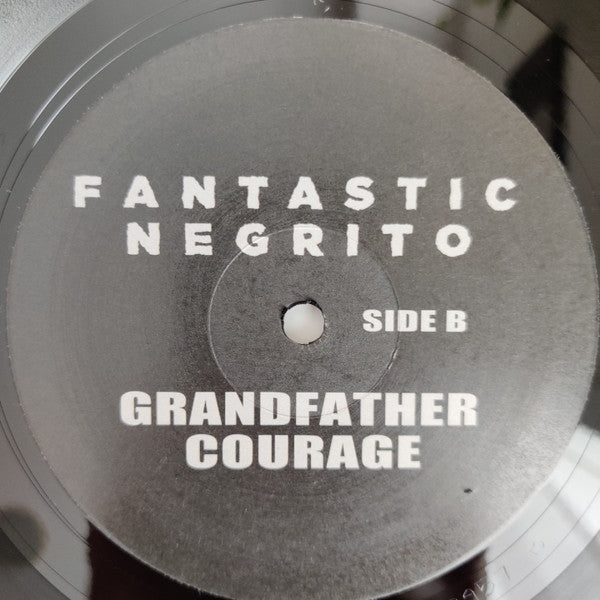 FANTASTIC
NEGRITO
SIDE B
GRANDFATHER
COURAGE